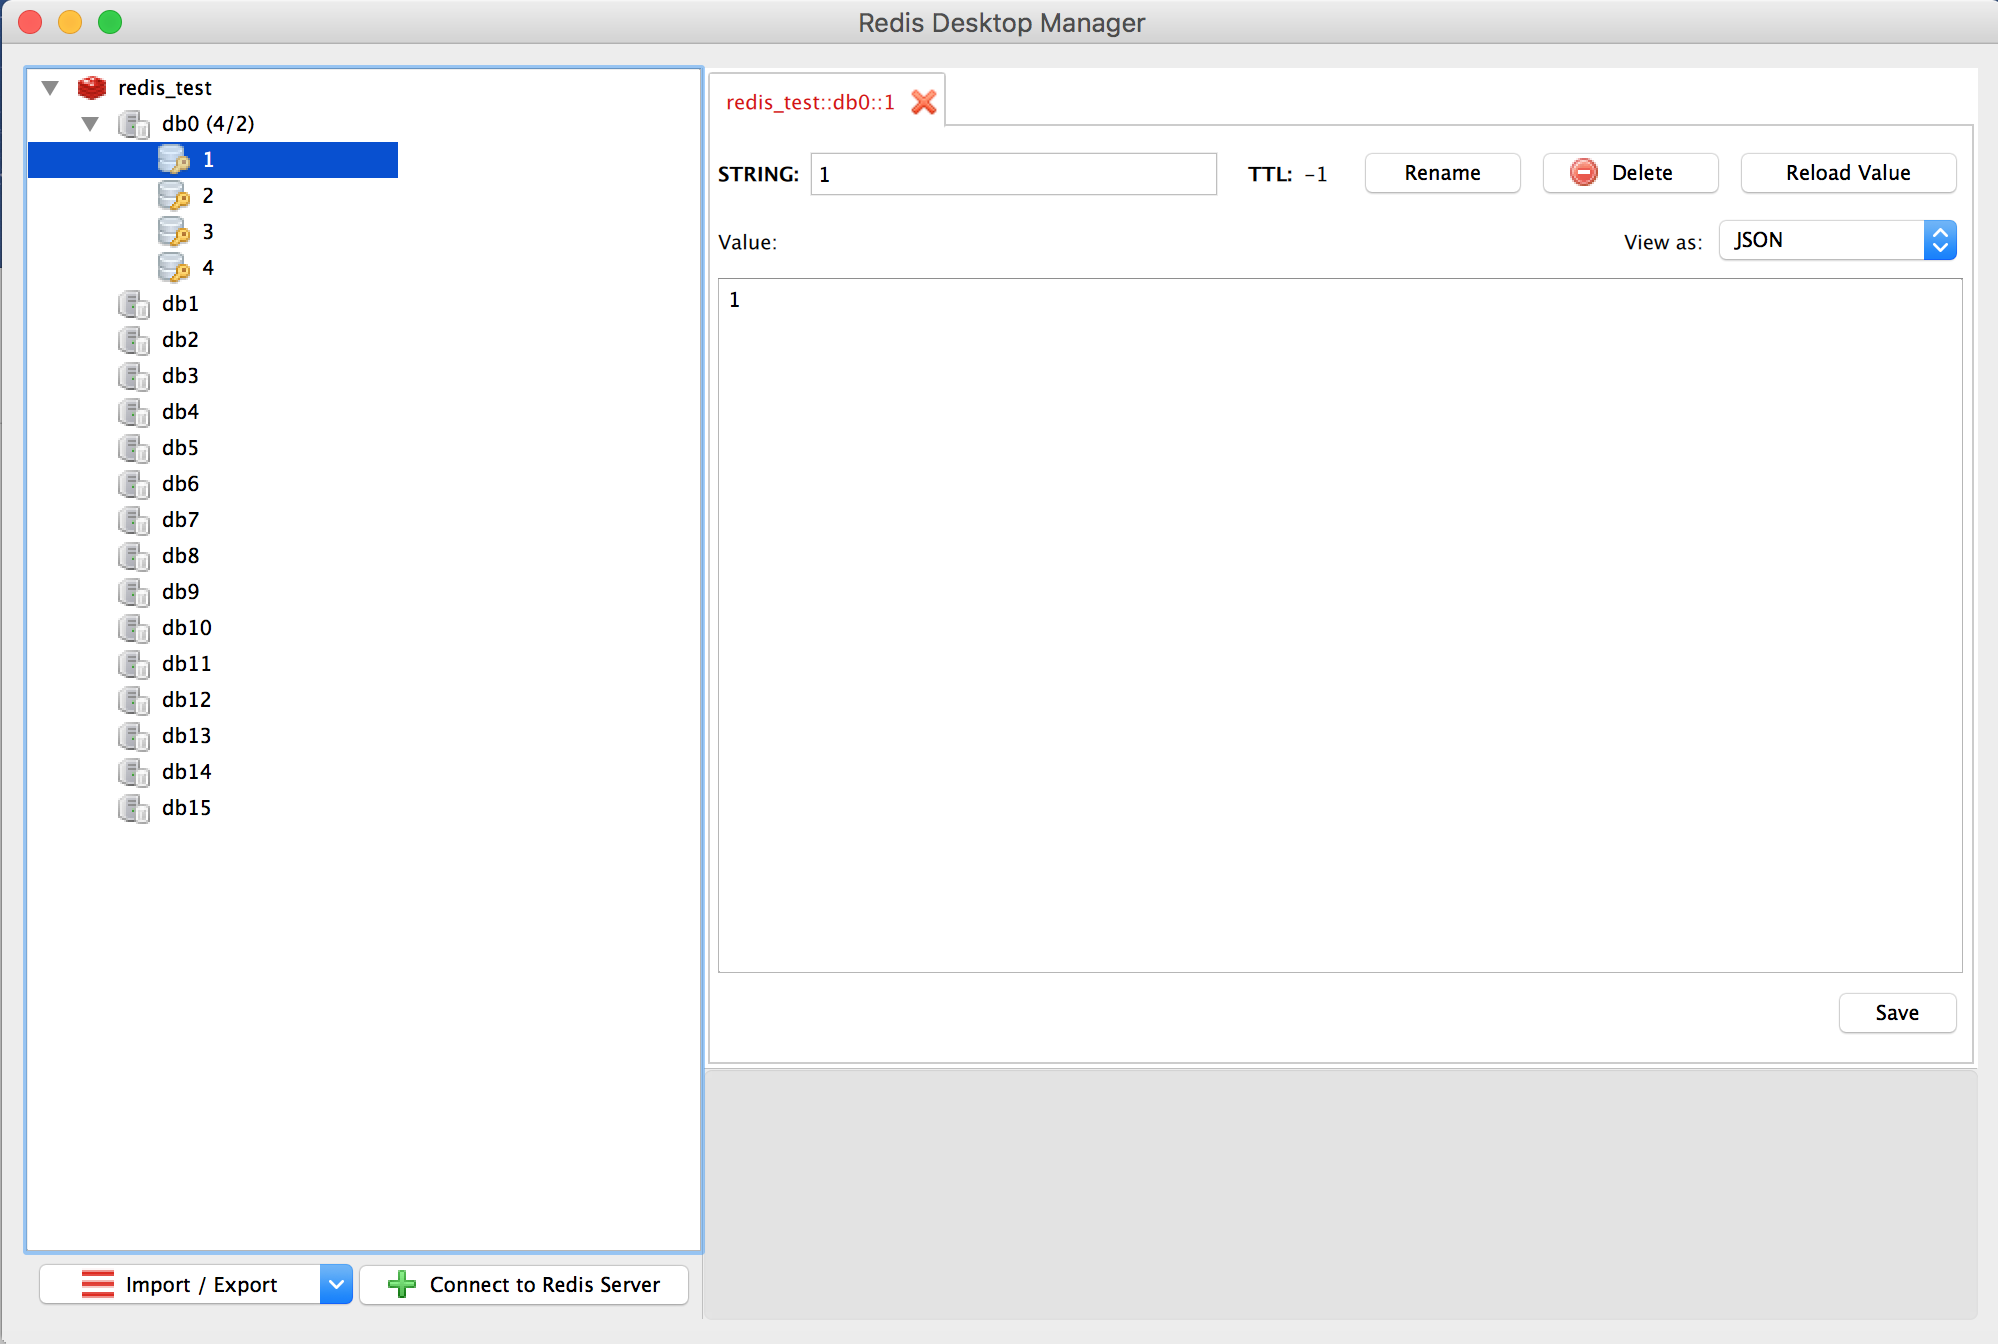 Redis Desktop Manager
redis_test
db0 (4/2)
1
2
3
4
db1
db2
db3
db4
db5
db6
db7
db8
db9
db10
db11
db12
db13
db14
db15
Import / Export
Connect to Redis Server
redis_test::db0::1
STRING: 1 TTL: -1 Rename Delete Reload Value
Value: View as: JSON
1
Save